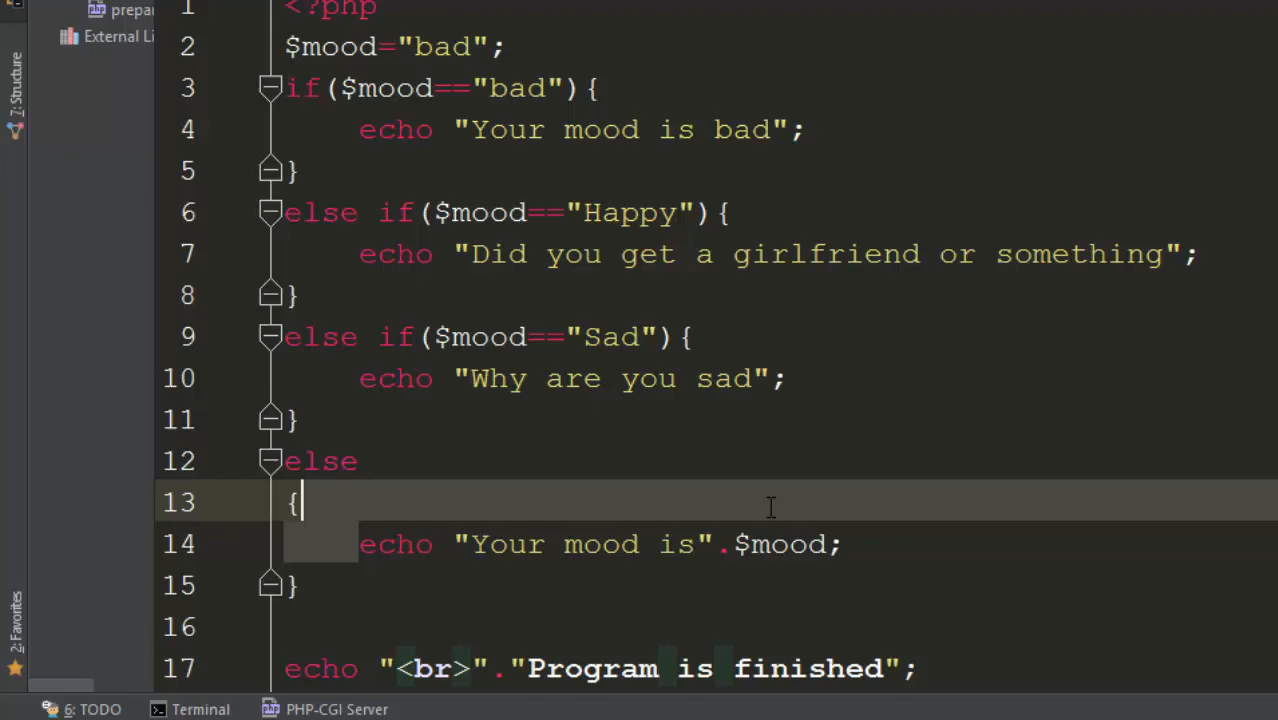 prepar
External Li
7: Structure
2: Favorites
1 <?php
2 $mood="bad";
3 if($mood=="bad"){
4 echo "Your mood is bad";
5 }
6 else if($mood=="Happy"){
7 echo "Did you get a girlfriend or something";
8 }
9 else if($mood=="Sad"){
10 echo "Why are you sad";
11 }
12 else
13 {
14 echo "Your mood is".$mood;
15 }
16
17 echo "<br>"."Program is finished";
6: TODO Terminal PHP-CGI Server